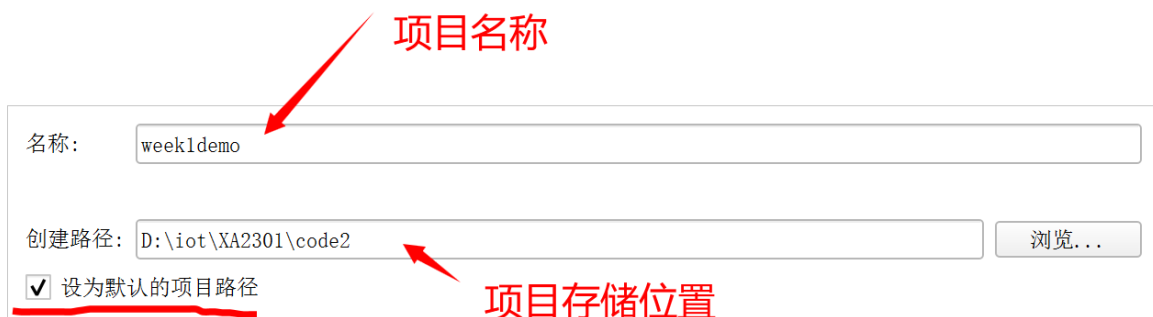 项目名称
名称:
week1demo
创建路径:
D:\iot\XA2301\code2
浏览...
设为默认的项目路径
项目存储位置